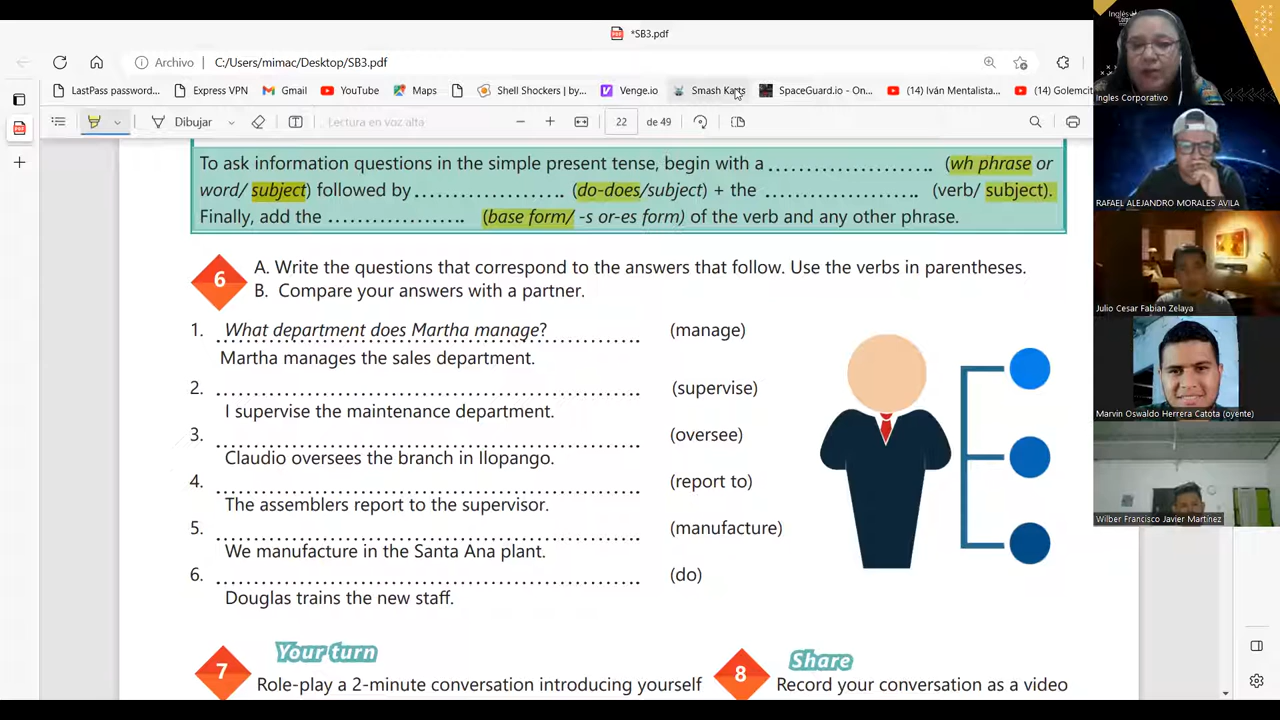 *SB3.pdf
Archivo C:/Users/mimac/Desktop/SB3.pdf
LastPass password... Express VPN Gmail YouTube Maps Shell Shockers | by... Venge.io Smash Karts SpaceGuard.io - On... (14) Iván Mentalista... (14) Golemcit
Dibujar Lectura en voz alta 22 de 49
To ask information questions in the simple present tense, begin with a .................... (wh phrase or
word/ subject) followed by .................... (do-does/subject) + the .................... (verb/ subject).
Finally, add the .................... (base form/ -s or-es form) of the verb and any other phrase.
6 A. Write the questions that correspond to the answers that follow. Use the verbs in parentheses.
B. Compare your answers with a partner.
1. What department does Martha manage? (manage)
Martha manages the sales department.
2. .................... (supervise)
I supervise the maintenance department.
3. .................... (oversee)
Claudio oversees the branch in Ilopango.
4. .................... (report to)
The assemblers report to the supervisor.
5. .................... (manufacture)
We manufacture in the Santa Ana plant.
6. .................... (do)
Douglas trains the new staff.
7 Your turn
Role-play a 2-minute conversation introducing yourself
8 Share
Record your conversation as a video
Ingles Corporativo
RAFAEL ALEJANDRO MORALES AVILA
Julio Cesar Fabian Zelaya
Marvin Oswaldo Herrera Catota (oyente)
Wilber Francisco Javier Martinez